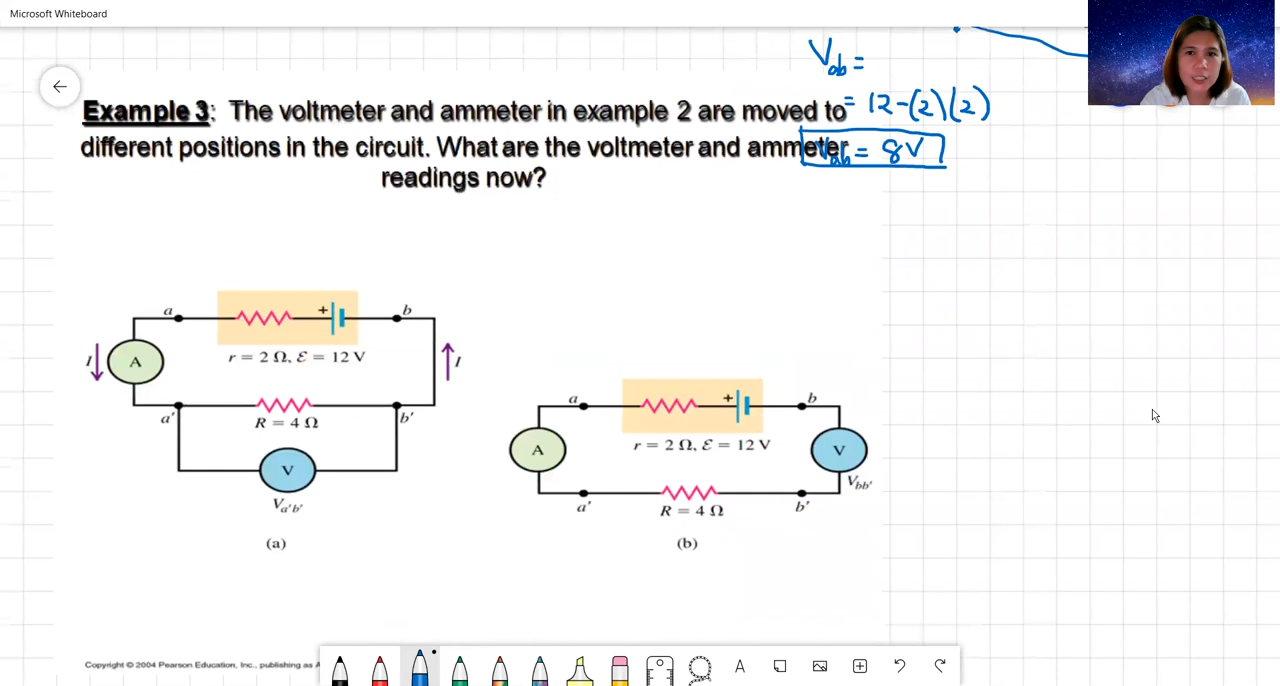 Microsoft Whiteboard
Vab =
= 12-(2)(2)
Vab = 8V
Example 3: The voltmeter and ammeter in example 2 are moved to
different positions in the circuit. What are the voltmeter and ammeter
readings now?
a
+
b
I
A
r = 2 Ω, ℰ = 12 V
I
a'
b'
R = 4 Ω
V
Va'b'
(a)
a
+
b
A
r = 2 Ω, ℰ = 12 V
V
Vbb'
a'
R = 4 Ω
b'
(b)
Copyright © 2004 Pearson Education, Inc., publishing as A